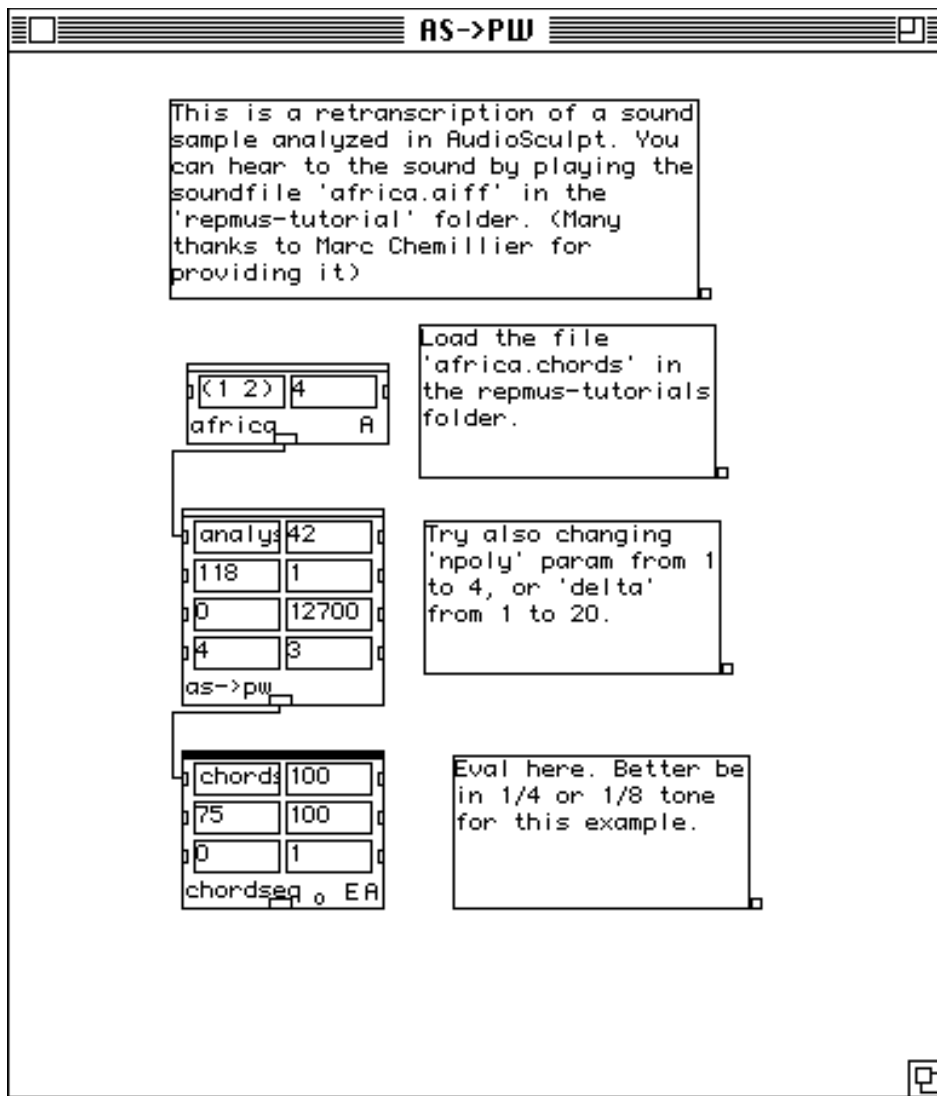 AS->PW
This is a retranscription of a sound
sample analyzed in AudioSculpt. You
can hear to the sound by playing the
soundfile 'africa.aiff' in the
'repmus-tutorial' folder. (Many
thanks to Marc Chemillier for
providing it)
(1 2) 4
africa A
Load the file
'africa.chords' in
the repmus-tutorials
folder.
analys 42
118 1
0 12700
4 3
as->pw
Try also changing
'npoly' param from 1
to 4, or 'delta'
from 1 to 20.
chords 100
75 100
0 1
chordseq o E A
Eval here. Better be
in 1/4 or 1/8 tone
for this example.